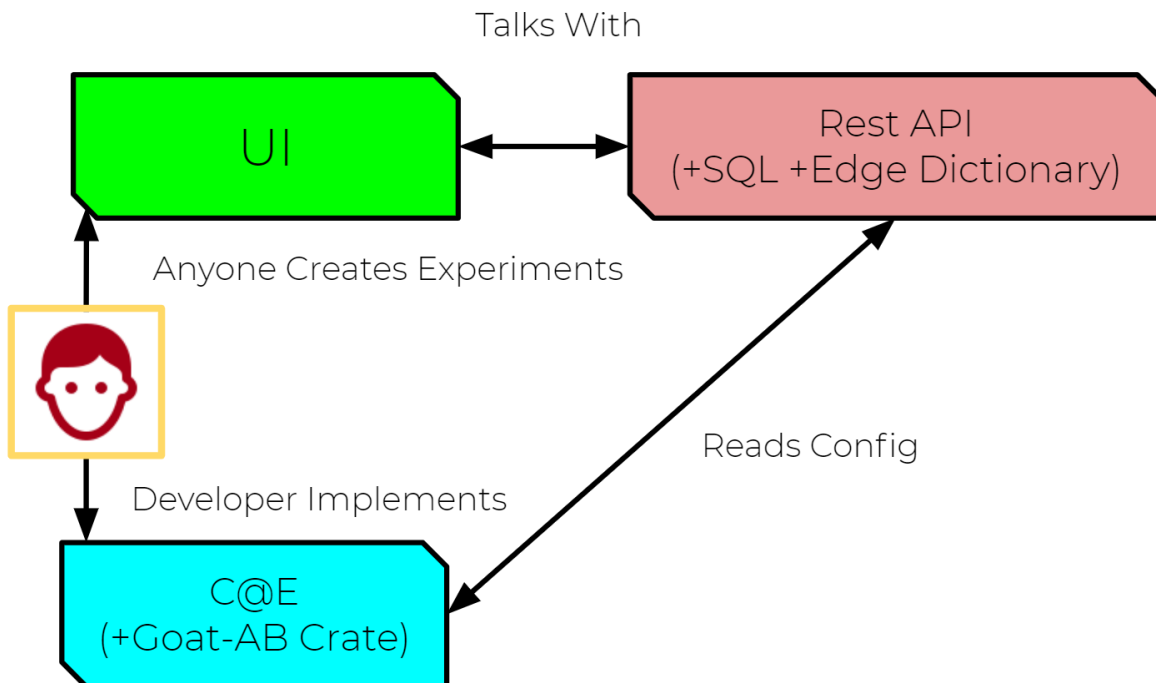 Talks With
UI
Rest API
(+SQL +Edge Dictionary)
Anyone Creates Experiments
Reads Config
Developer Implements
C@E
(+Goat-AB Crate)